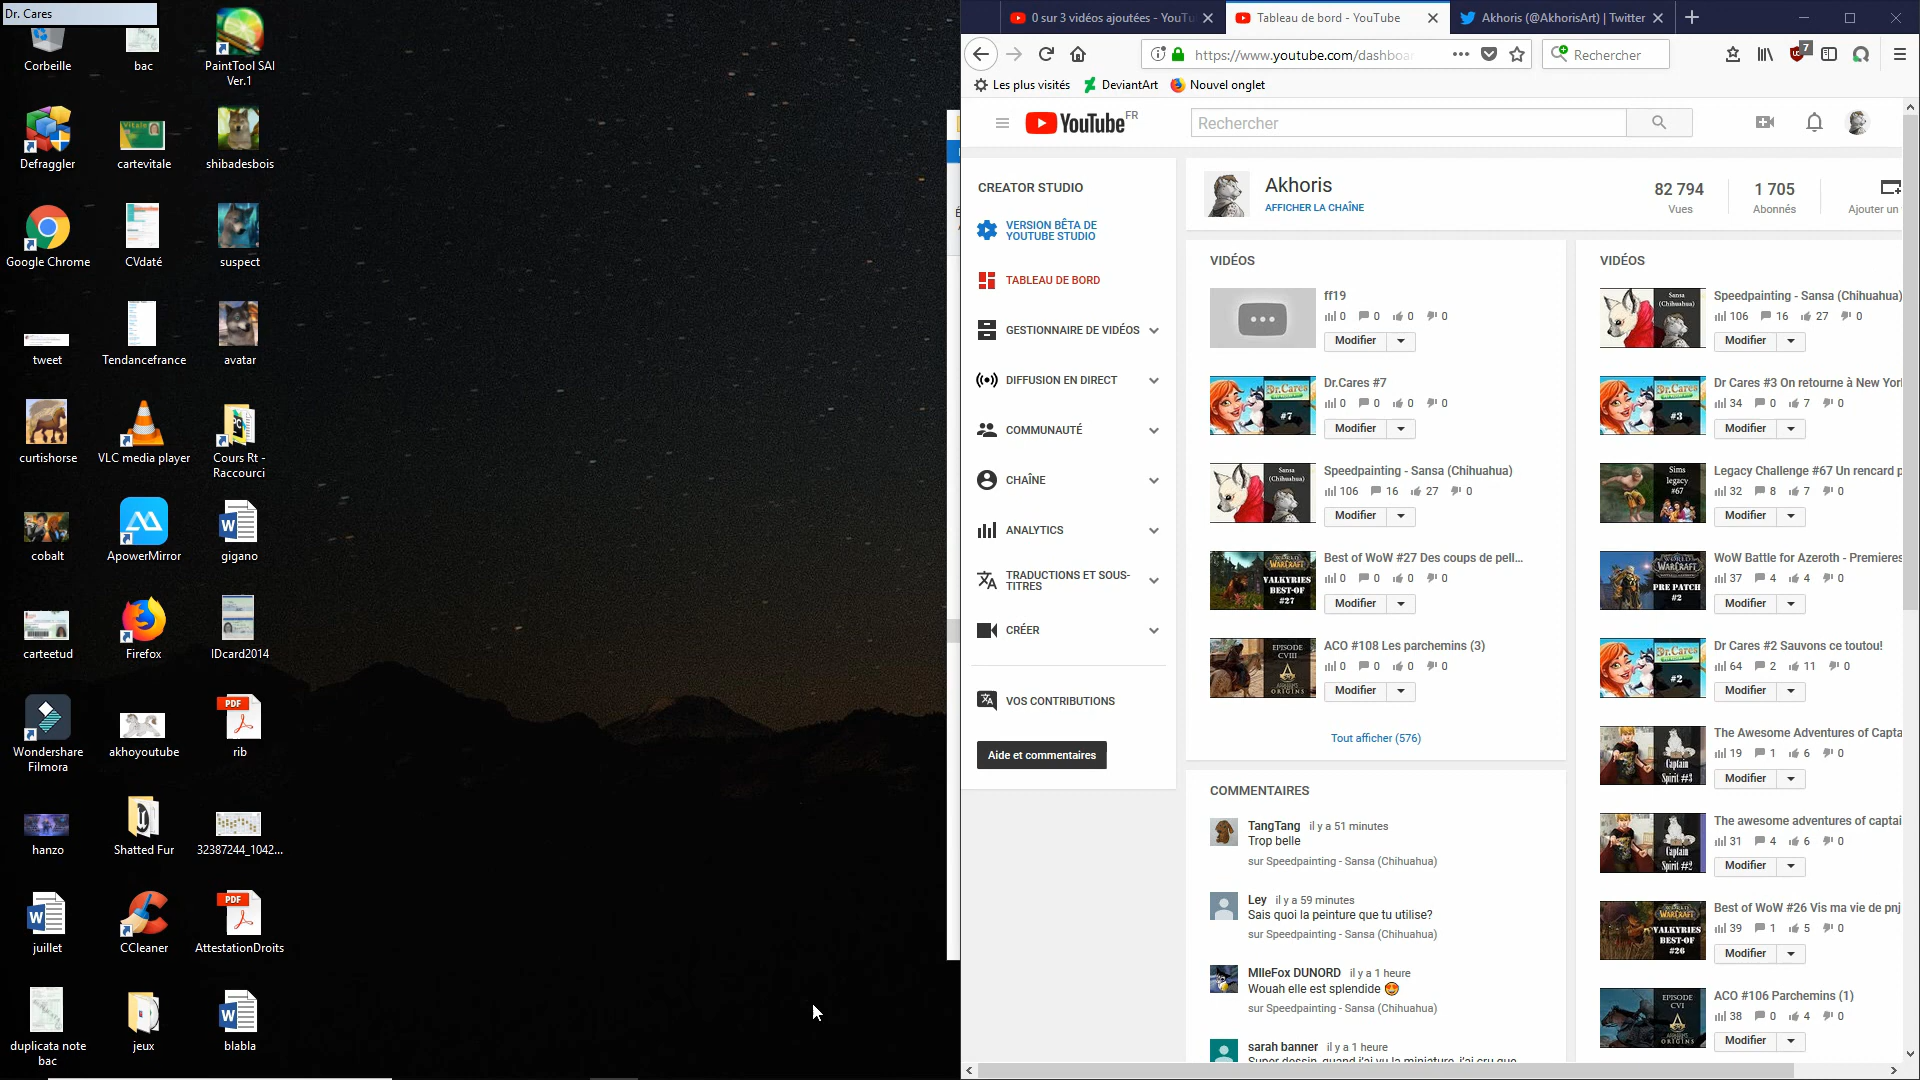 Dr. Cares
Corbeille
bac
PaintTool SAI
Ver.1
Defraggler
cartevitale
shibadesbois
Google Chrome
CVdaté
suspect
tweet
Tendancefrance
avatar
curtishorse
VLC media player
Cours Rt -
Raccourci
cobalt
ApowerMirror
gigano
carteetud
Firefox
IDcard2014
Wondershare
Filmora
akhoyoutube
rib
hanzo
Shatted Fur
32387244_1042...
juillet
CCleaner
AttestationDroits
duplicata note
bac
jeux
blabla
0 sur 3 vidéos ajoutées - YouTu
Tableau de bord - YouTube
Akhoris (@AkhorisArt) | Twitter
https://www.youtube.com/dashboar
Rechercher
7
Les plus visités
DeviantArt
Nouvel onglet
YouTube FR
Rechercher
CREATOR STUDIO
VERSION BÊTA DE
YOUTUBE STUDIO
TABLEAU DE BORD
GESTIONNAIRE DE VIDÉOS
DIFFUSION EN DIRECT
COMMUNAUTÉ
CHAÎNE
ANALYTICS
TRADUCTIONS ET SOUS-
TITRES
CRÉER
VOS CONTRIBUTIONS
Aide et commentaires
Akhoris
AFFICHER LA CHAÎNE
82 794
Vues
1 705
Abonnés
Ajouter un
VIDÉOS
ff19
0 0 0 0
Modifier
Dr.Cares #7
0 0 0 0
Modifier
Speedpainting - Sansa (Chihuahua)
106 16 27 0
Modifier
Best of WoW #27 Des coups de pell...
0 0 0 0
Modifier
ACO #108 Les parchemins (3)
0 0 0 0
Modifier
Tout afficher (576)
COMMENTAIRES
TangTang il y a 51 minutes
Trop belle
sur Speedpainting - Sansa (Chihuahua)
Ley il y a 59 minutes
Sais quoi la peinture que tu utilise?
sur Speedpainting - Sansa (Chihuahua)
MlleFox DUNORD il y a 1 heure
Wouah elle est splendide 😍
sur Speedpainting - Sansa (Chihuahua)
sarah banner il y a 1 heure
Super dessin, quand j'ai vu la miniature, j'ai cru que
VIDÉOS
Speedpainting - Sansa (Chihuahua)
106 16 27 0
Modifier
Dr Cares #3 On retourne à New York
34 0 7 0
Modifier
Legacy Challenge #67 Un rencard p
32 8 7 0
Modifier
WoW Battle for Azeroth - Premieres
37 4 4 0
Modifier
Dr Cares #2 Sauvons ce toutou!
64 2 11 0
Modifier
The Awesome Adventures of Capta
19 1 6 0
Modifier
The awesome adventures of captai
31 4 6 0
Modifier
Best of WoW #26 Vis ma vie de pnj
39 1 5 0
Modifier
ACO #106 Parchemins (1)
38 0 4 0
Modifier